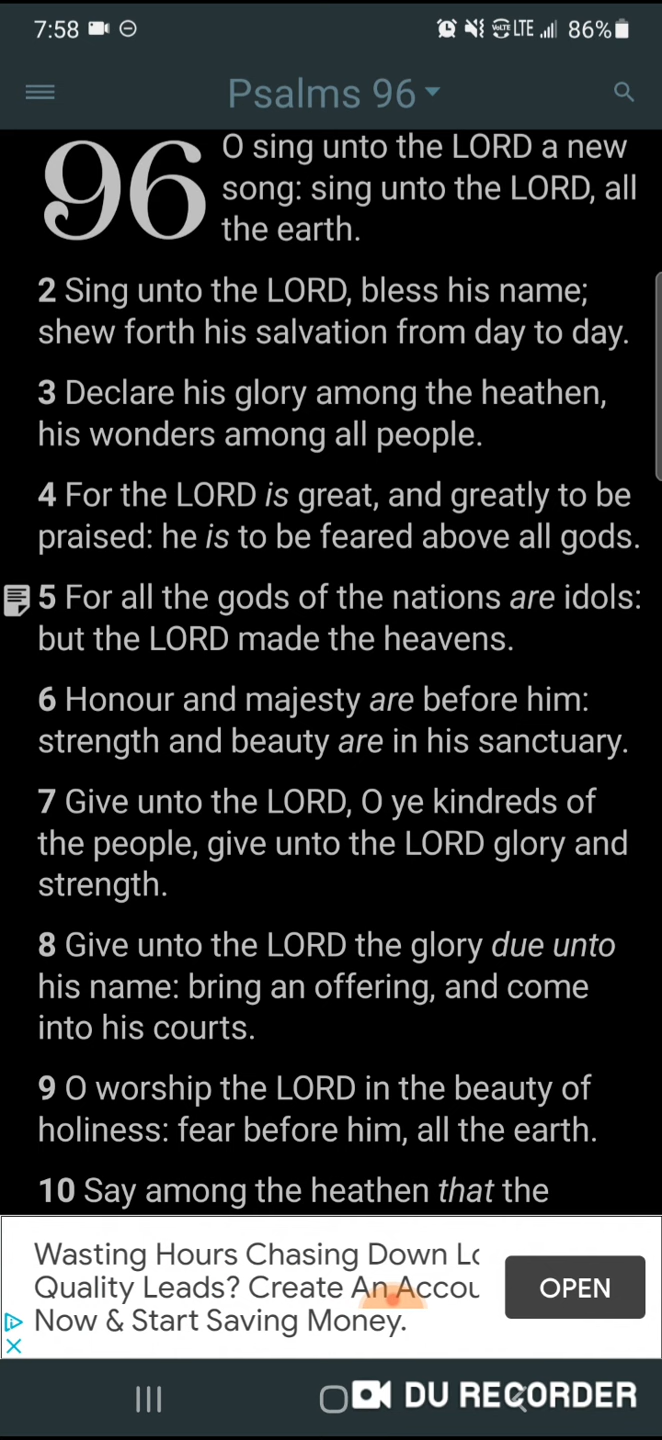 7:58 VoLTE LTE 86%
Psalms 96
96 O sing unto the LORD a new
song: sing unto the LORD, all
the earth.
2 Sing unto the LORD, bless his name;
shew forth his salvation from day to day.
3 Declare his glory among the heathen,
his wonders among all people.
4 For the LORD is great, and greatly to be
praised: he is to be feared above all gods.
5 For all the gods of the nations are idols:
but the LORD made the heavens.
6 Honour and majesty are before him:
strength and beauty are in his sanctuary.
7 Give unto the LORD, O ye kindreds of
the people, give unto the LORD glory and
strength.
8 Give unto the LORD the glory due unto
his name: bring an offering, and come
into his courts.
9 O worship the LORD in the beauty of
holiness: fear before him, all the earth.
10 Say among the heathen that the
Wasting Hours Chasing Down
Quality Leads? Create An Accou
Now & Start Saving Money.
OPEN
DU RECORDER